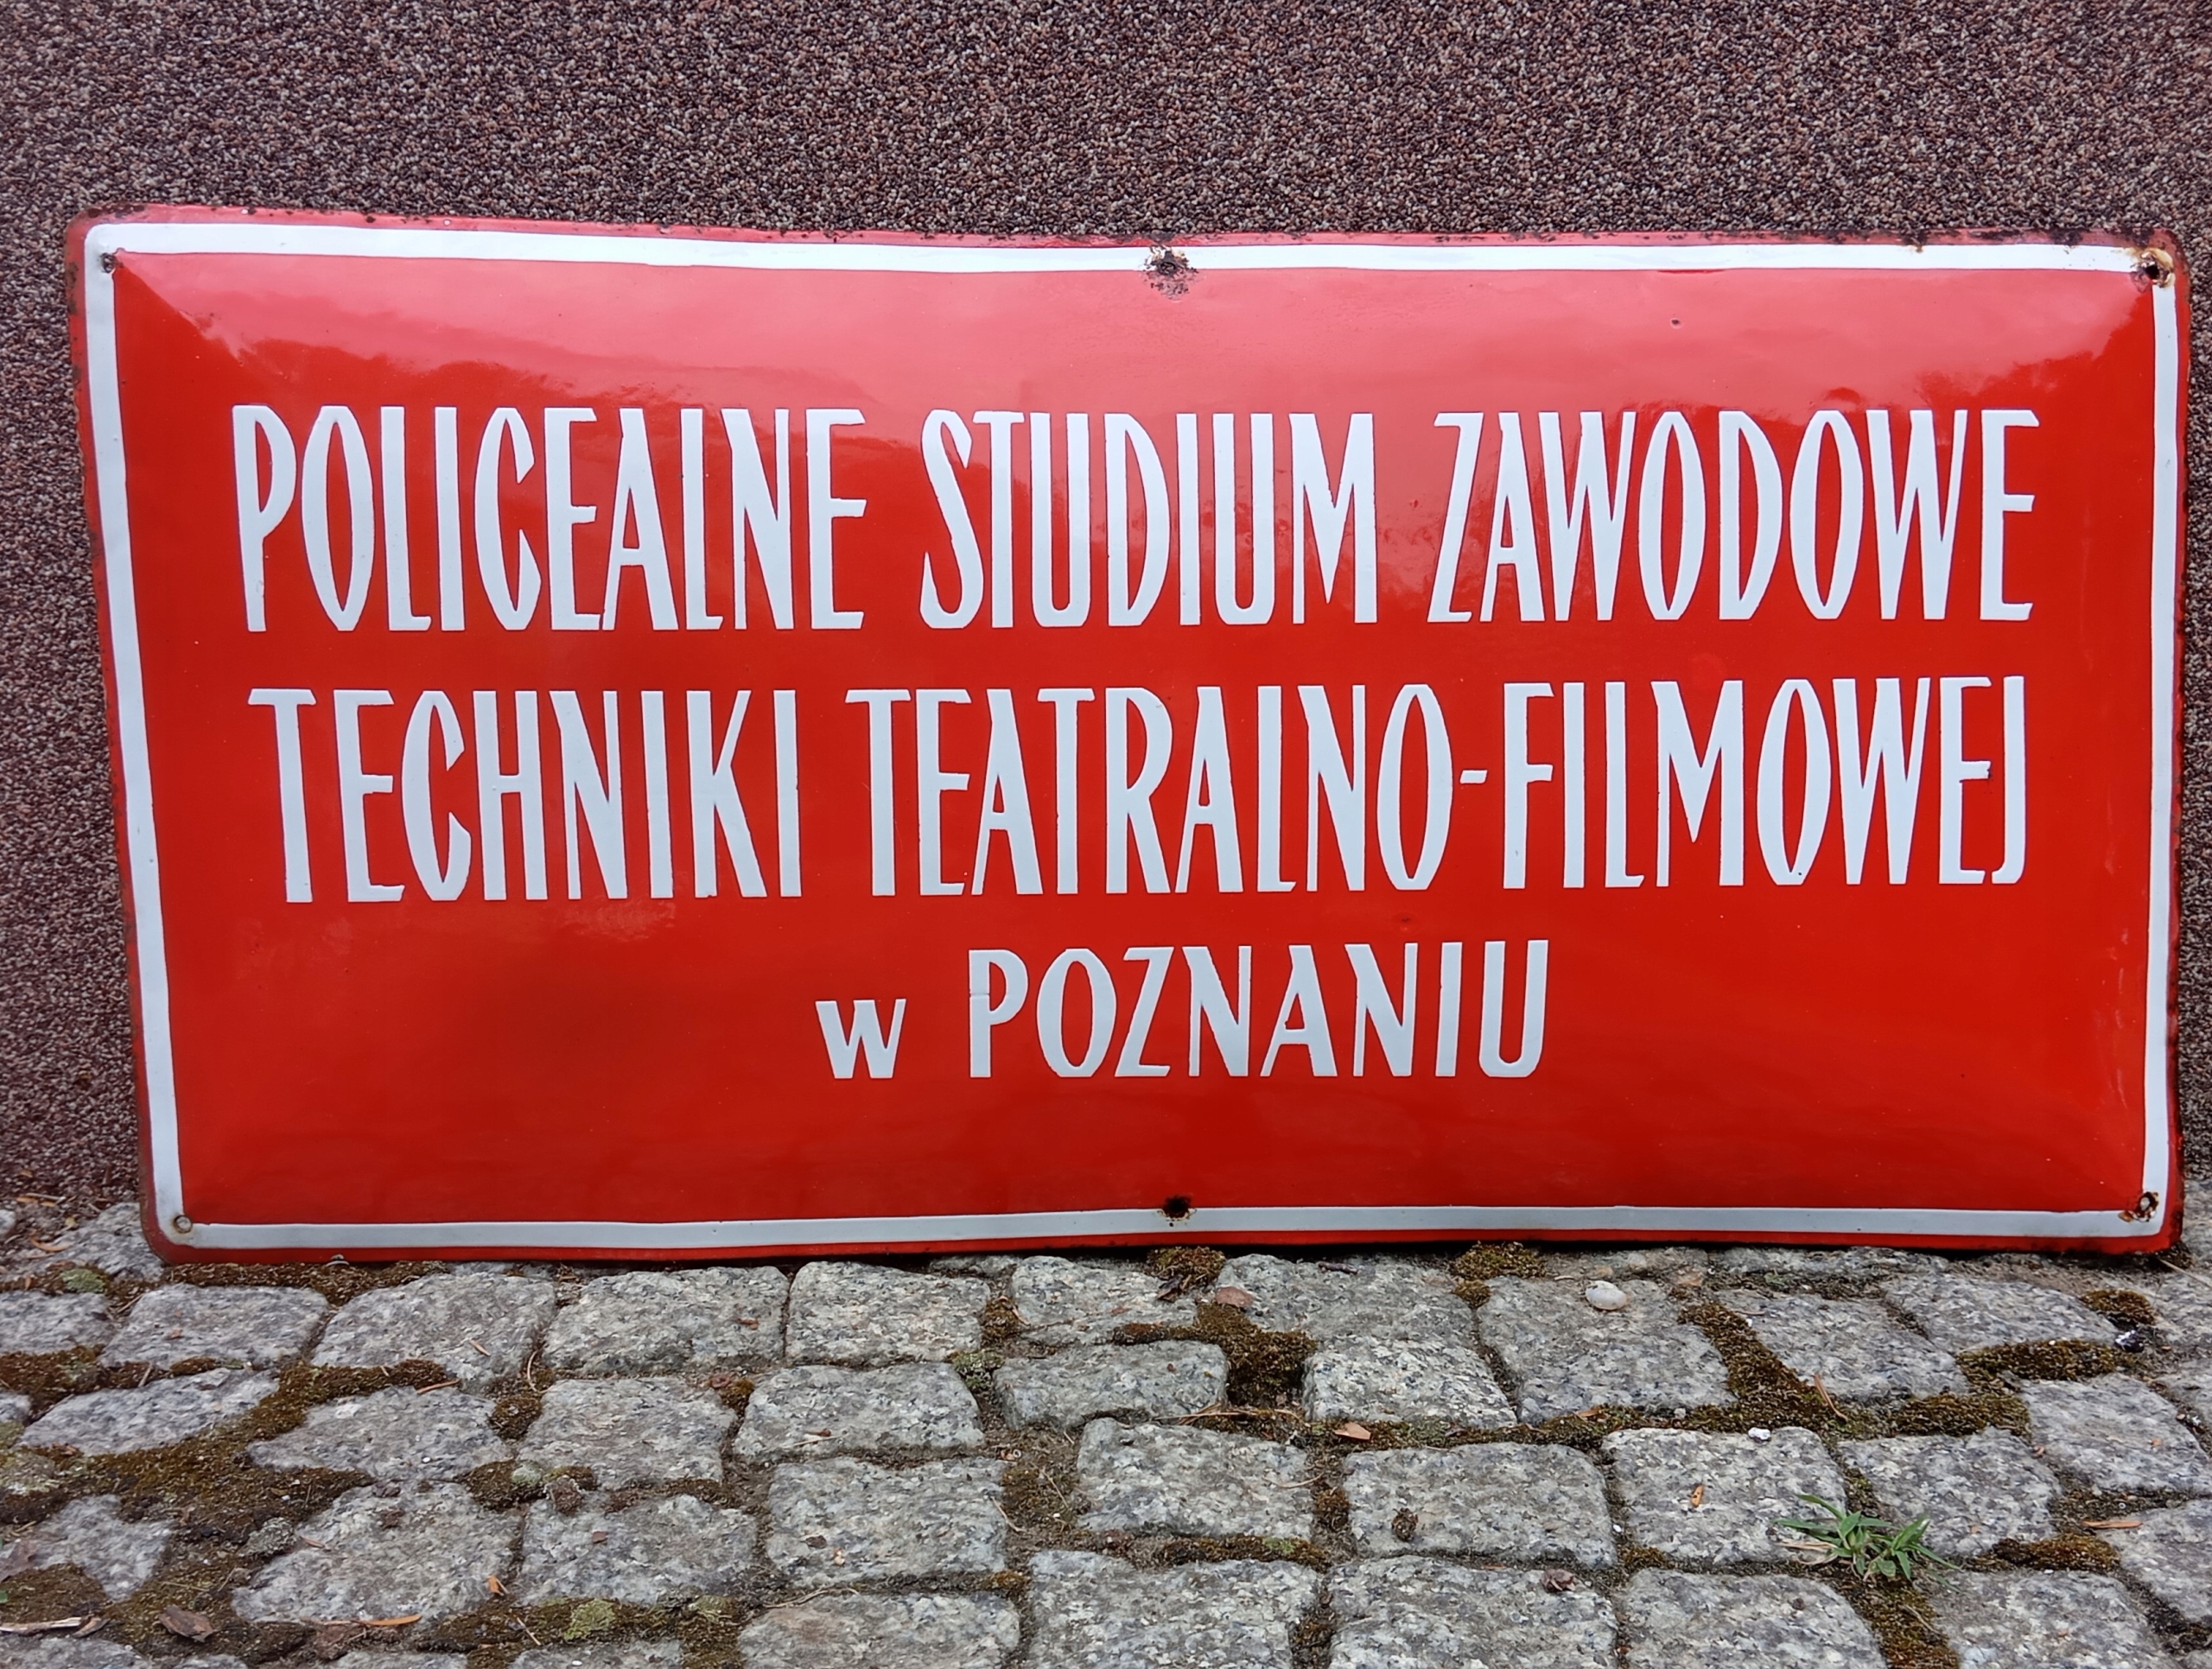 POLICEALNE STUDIUM ZAWODOWE
TECHNIKI TEATRALNO-FILMOWEJ
w POZNANIU